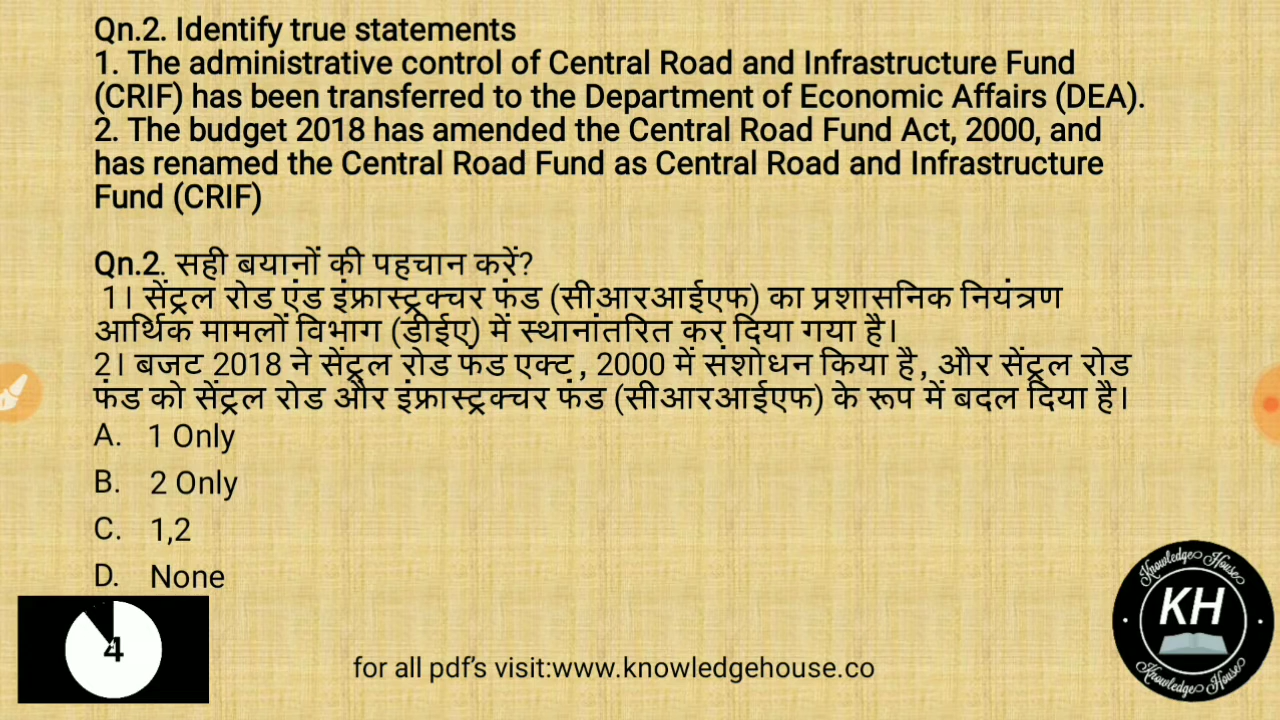 Qn.2. Identify true statements
1. The administrative control of Central Road and Infrastructure Fund
(CRIF) has been transferred to the Department of Economic Affairs (DEA).
2. The budget 2018 has amended the Central Road Fund Act, 2000, and
has renamed the Central Road Fund as Central Road and Infrastructure
Fund (CRIF)
Qn.2. सही बयानों की पहचान करें?
1। सेंट्रल रोड एंड इंफ्रास्ट्रक्चर फंड (सीआरआईएफ) का प्रशासनिक नियंत्रण
आर्थिक मामलों विभाग (डीईए) में स्थानांतरित कर दिया गया है।
2। बजट 2018 ने सेंट्रल रोड फंड एक्ट, 2000 में संशोधन किया है, और सेंट्रल रोड
फंड को सेंट्रल रोड और इंफ्रास्ट्रक्चर फंड (सीआरआईएफ) के रूप में बदल दिया है।
A. 1 Only
B. 2 Only
C. 1,2
D. None
4
for all pdf's visit:www.knowledgehouse.co
Knowledge House
KH
Knowledge House